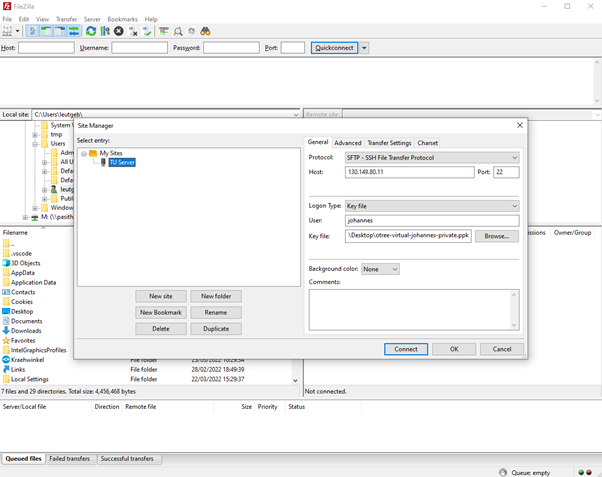 FileZilla
File Edit View Transfer Server Bookmarks Help
Host: Username: Password: Port: Quickconnect
Local site: C:\Users\leutgeb\
Remote site:
System
tmp
Users
All U
leutg
Publi
Windows
M: (\\pasith
Filename
..
.vscode
3D Objects
AppData
Application Data
Contacts
Cookies
Desktop
Documents
Downloads
Favorites
IntelGraphicsProfiles
Kraehwinkel File folder 23/03/2022 10:29:54
Links File folder 28/02/2022 18:49:39
Local Settings File folder 22/03/2022 15:29:37
7 files and 29 directories. Total size: 4,456,468 bytes
issions Owner/Group
Not connected.
Site Manager
Select entry:
My Sites
TU Server
New site New folder
New Bookmark Rename
Delete Duplicate
General Advanced Transfer Settings Charset
Protocol: SFTP - SSH File Transfer Protocol
Host: 130.149.80.11 Port: 22
Logon Type: Key file
User: johannes
Key file: \Desktop\otree-virtual-johannes-private.ppk Browse...
Background color: None
Comments:
Connect OK Cancel
Server/Local file Direction Remote file Size Priority Status
Queued files Failed transfers Successful transfers
Queue: empty